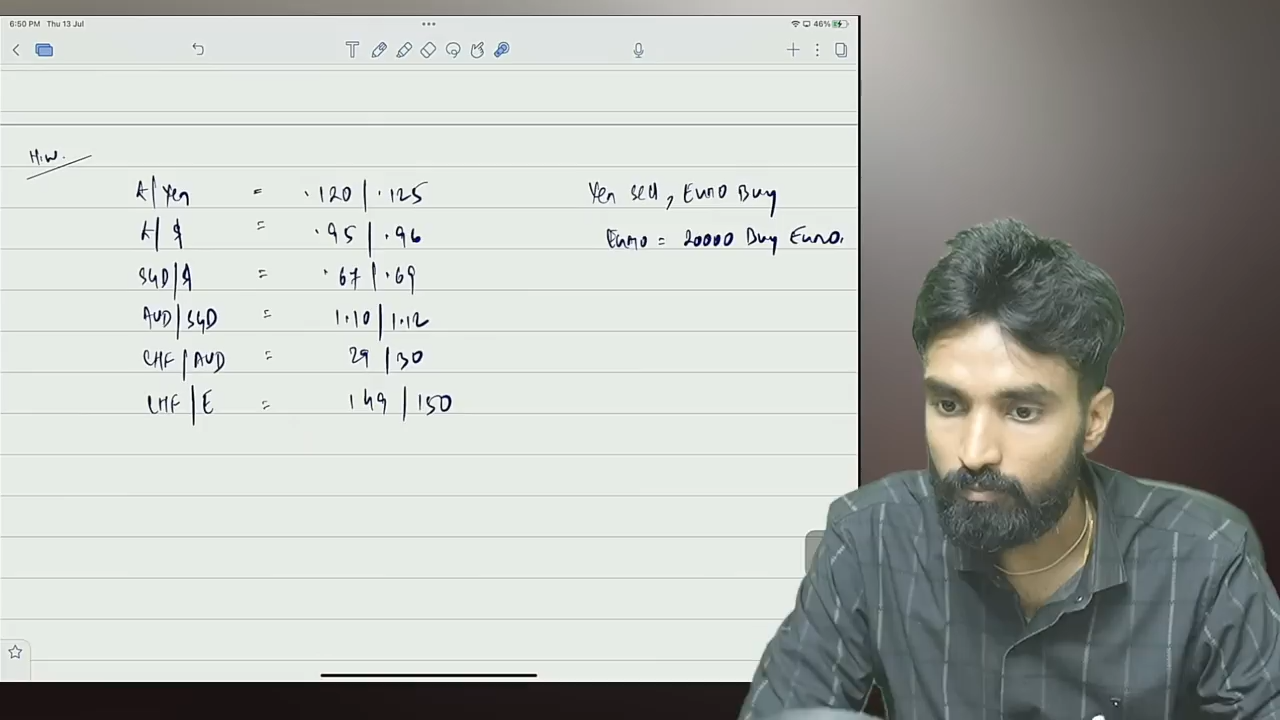 6:50 PM Thu 13 Jul
46%
H.W.
₹/Yen = .120/.125
Yen sell, Euro Buy
₹/$ = .95/.96
Euro = 20000 Buy Euro.
SGD/$ = .67/.69
AUD/SGD = 1.10/1.12
CHF/AUD = 29/30
CHF/E = 149/150